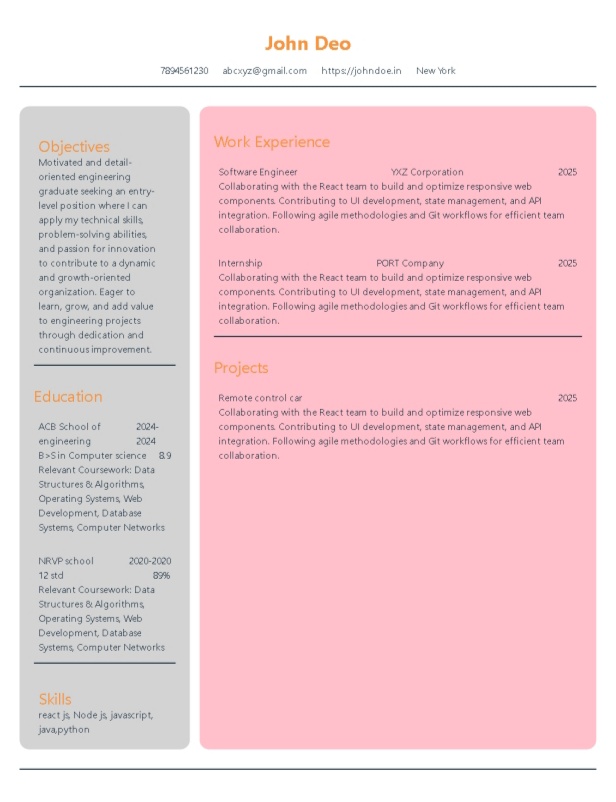 John Deo
7894561230 abcxyz@gmail.com https://johndoe.in New York
Objectives
Motivated and detail-
oriented engineering
graduate seeking an entry-
level position where I can
apply my technical skills,
problem-solving abilities,
and passion for innovation
to contribute to a dynamic
and growth-oriented
organization. Eager to
learn, grow, and add value
to engineering projects
through dedication and
continuous improvement.
Education
ACB School of 2024-
engineering 2024
B>S in Computer science 8.9
Relevant Coursework: Data
Structures & Algorithms,
Operating Systems, Web
Development, Database
Systems, Computer Networks
NRVP school 2020-2020
12 std 89%
Relevant Coursework: Data
Structures & Algorithms,
Operating Systems, Web
Development, Database
Systems, Computer Networks
Skills
react js, Node js, javascript,
java,python
Work Experience
Software Engineer YXZ Corporation 2025
Collaborating with the React team to build and optimize responsive web
components. Contributing to UI development, state management, and API
integration. Following agile methodologies and Git workflows for efficient team
collaboration.
Internship PORT Company 2025
Collaborating with the React team to build and optimize responsive web
components. Contributing to UI development, state management, and API
integration. Following agile methodologies and Git workflows for efficient team
collaboration.
Projects
Remote control car 2025
Collaborating with the React team to build and optimize responsive web
components. Contributing to UI development, state management, and API
integration. Following agile methodologies and Git workflows for efficient team
collaboration.